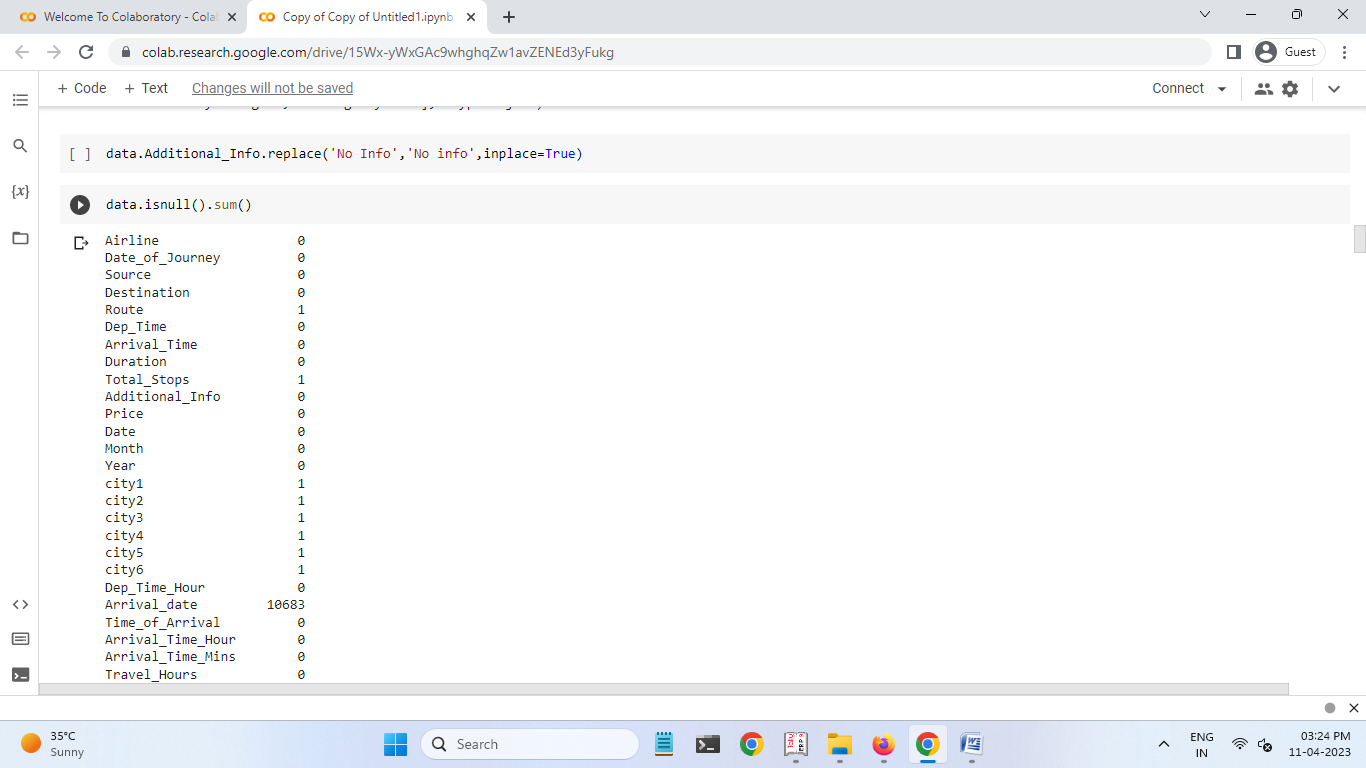 Welcome To Colaboratory - Cola
Copy of Copy of Untitled1.ipynb
colab.research.google.com/drive/15Wx-yWxGAc9whghqZw1avZENEd3yFukg
Guest
+ Code + Text Changes will not be saved
Connect
[ ] data.Additional_Info.replace('No Info','No info',inplace=True)
data.isnull().sum()
Airline 0
Date_of_Journey 0
Source 0
Destination 0
Route 1
Dep_Time 0
Arrival_Time 0
Duration 0
Total_Stops 1
Additional_Info 0
Price 0
Date 0
Month 0
Year 0
city1 1
city2 1
city3 1
city4 1
city5 1
city6 1
Dep_Time_Hour 0
Arrival_date 10683
Time_of_Arrival 0
Arrival_Time_Hour 0
Arrival_Time_Mins 0
Travel_Hours 0
{x}
35°C
Sunny
Search
ENG
IN
03:24 PM
11-04-2023